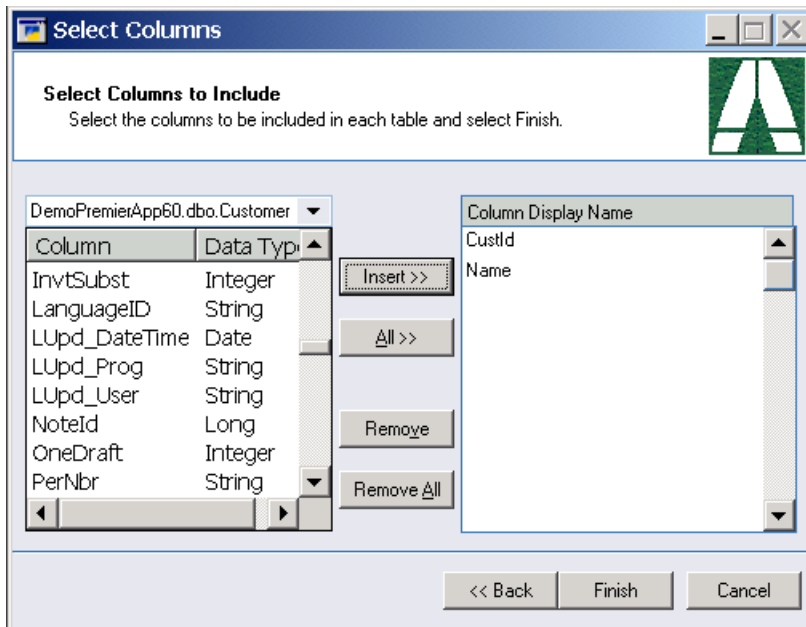 Select Columns
Select Columns to Include
Select the columns to be included in each table and select Finish.
DemoPremierApp60.dbo.Customer
Column Data Typ
InvtSubst Integer
LanguageID String
LUpd_DateTime Date
LUpd_Prog String
LUpd_User String
NoteId Long
OneDraft Integer
PerNbr String
Insert >>
All >>
Remove
Remove All
Column Display Name
CustId
Name
<< Back Finish Cancel